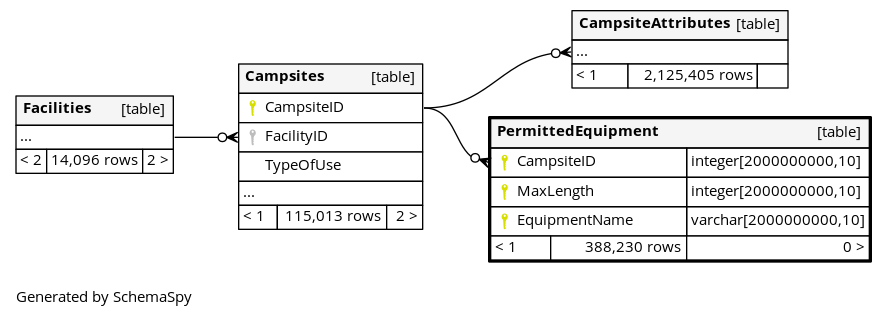 CampsiteAttributes [table]
...
< 1 2,125,405 rows
Campsites [table]
CampsiteID
FacilityID
TypeOfUse
...
< 1 115,013 rows 2 >
Facilities [table]
...
< 2 14,096 rows 2 >
PermittedEquipment [table]
CampsiteID integer[2000000000,10]
MaxLength integer[2000000000,10]
EquipmentName varchar[2000000000,10]
< 1 388,230 rows 0 >
Generated by SchemaSpy